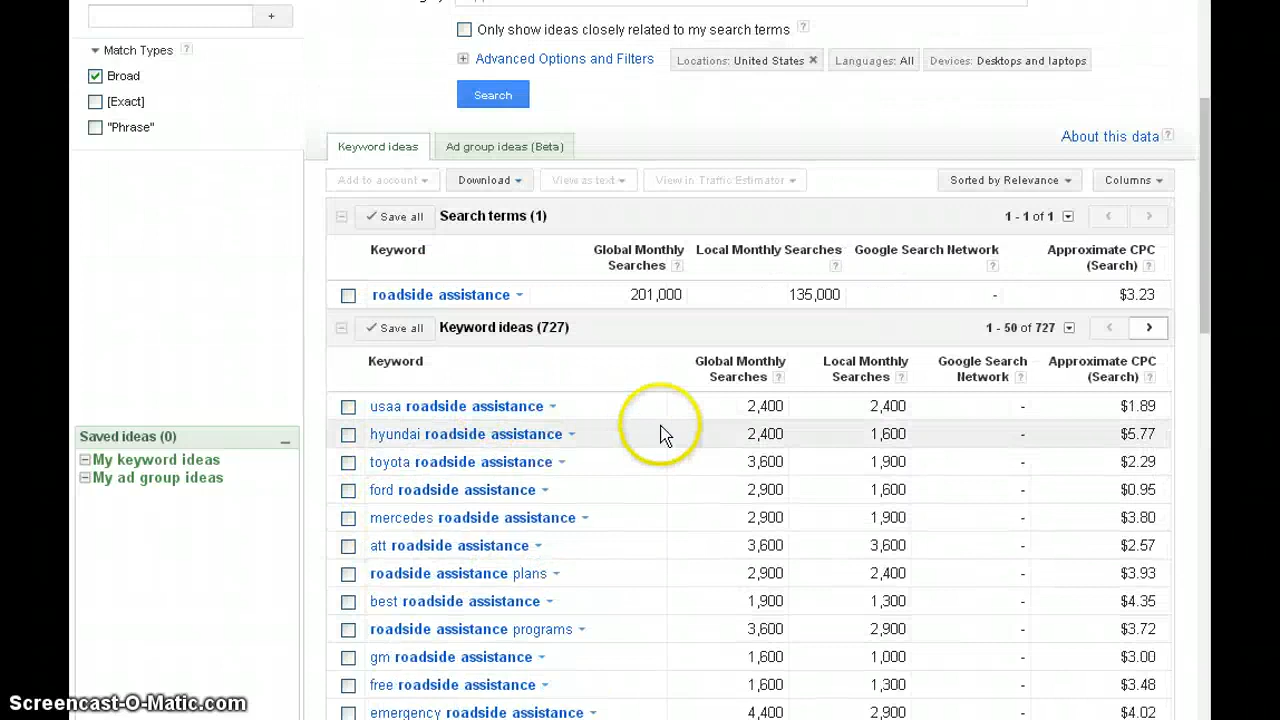 +
Only show ideas closely related to my search terms ?
Match Types ?
Advanced Options and Filters Locations: United States × Languages: All Devices: Desktops and laptops
Broad
Search
[Exact]
"Phrase"
Keyword ideas Ad group ideas (Beta) About this data ?
Add to account Download View as text View in Traffic Estimator Sorted by Relevance Columns
Save all Search terms (1) 1 - 1 of 1
Keyword Global Monthly Searches ? Local Monthly Searches ? Google Search Network ? Approximate CPC (Search) ?
roadside assistance 201,000 135,000 - $3.23
Save all Keyword ideas (727) 1 - 50 of 727
Keyword Global Monthly Searches ? Local Monthly Searches ? Google Search Network ? Approximate CPC (Search) ?
usaa roadside assistance 2,400 2,400 - $1.89
hyundai roadside assistance 2,400 1,600 - $5.77
toyota roadside assistance 3,600 1,900 - $2.29
ford roadside assistance 2,900 1,600 - $0.95
mercedes roadside assistance 2,900 1,900 - $3.80
att roadside assistance 3,600 3,600 - $2.57
roadside assistance plans 2,900 2,400 - $3.93
best roadside assistance 1,900 1,300 - $4.35
roadside assistance programs 3,600 2,900 - $3.72
gm roadside assistance 1,600 1,000 - $3.00
free roadside assistance 1,600 1,300 - $3.48
emergency roadside assistance 4,400 2,900 - $4.02
Saved ideas (0)
My keyword ideas
My ad group ideas
Screencast-O-Matic.com